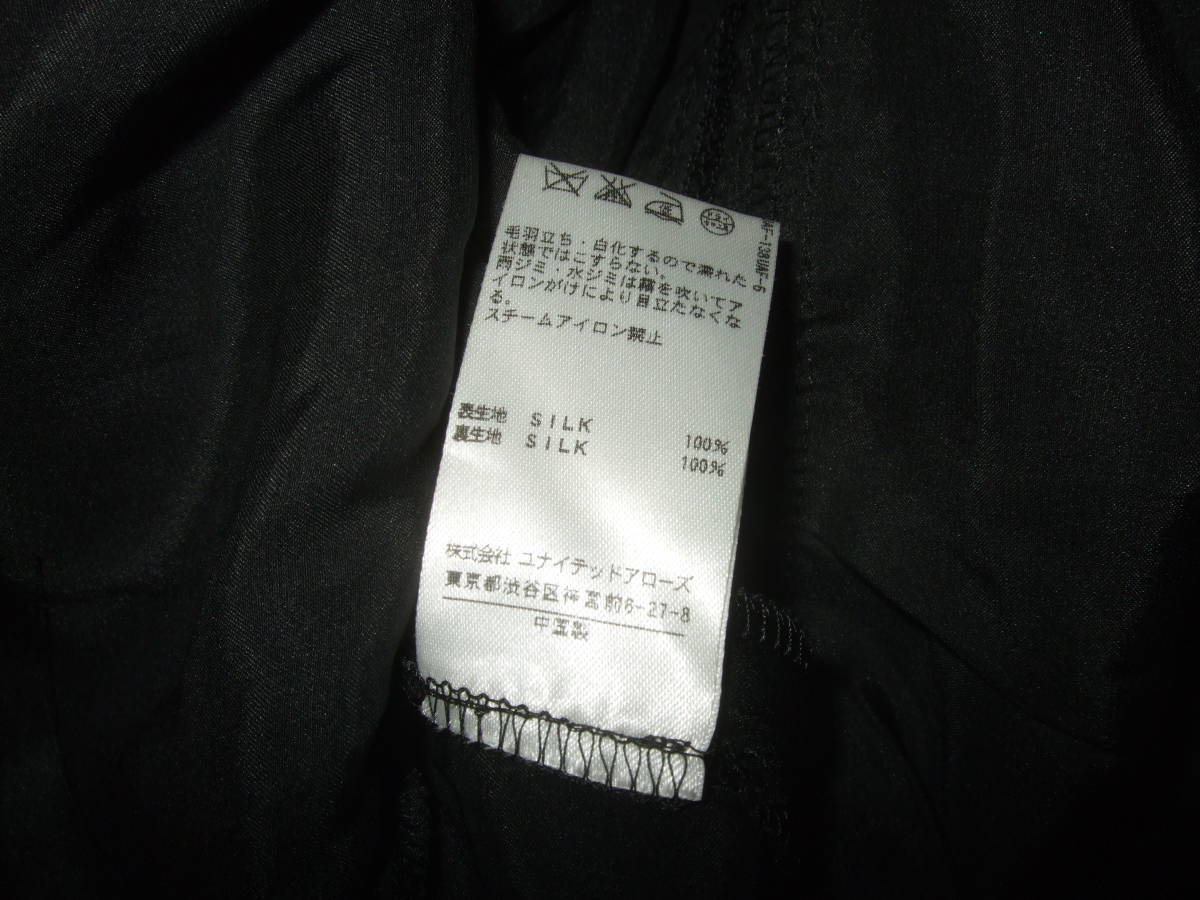 毛羽立ち・白化するので濡れた
状態ではこすらない。
雨ジミ・水ジミは霧を吹いてア
イロンがけにより目立たなくな
る。
スチームアイロン禁止
表生地 SILK 100%
裏生地 SILK 100%
株式会社 ユナイテッドアローズ
東京都渋谷区神宮前6-27-8
中国製